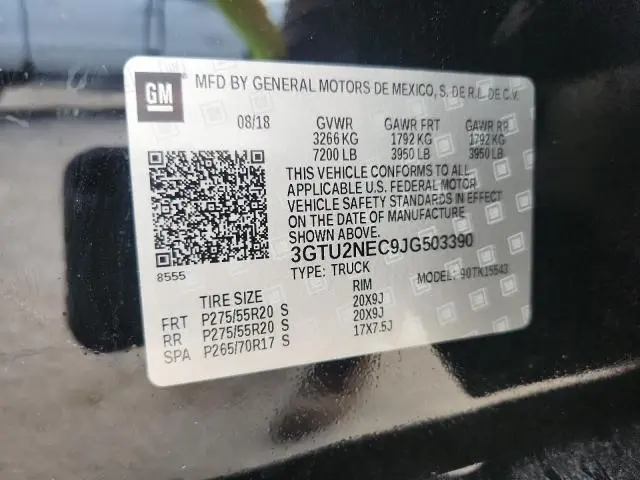 GM
MFD BY GENERAL MOTORS DE MEXICO, S. DE R.L. DE C.V.
08/18 GVWR GAWR FRT GAWR RR
3266 KG 1792 KG 1792 KG
7200 LB 3950 LB 3950 LB
THIS VEHICLE CONFORMS TO ALL
APPLICABLE U.S. FEDERAL MOTOR
VEHICLE SAFETY STANDARDS IN EFFECT
ON THE DATE OF MANUFACTURE
SHOWN ABOVE.
8555
3GTU2NEC9JG503390
TYPE: TRUCK MODEL: 90TK15543
TIRE SIZE RIM
FRT P275/55R20 S 20X9J
RR P275/55R20 S 20X9J
SPA P265/70R17 S 17X7.5J